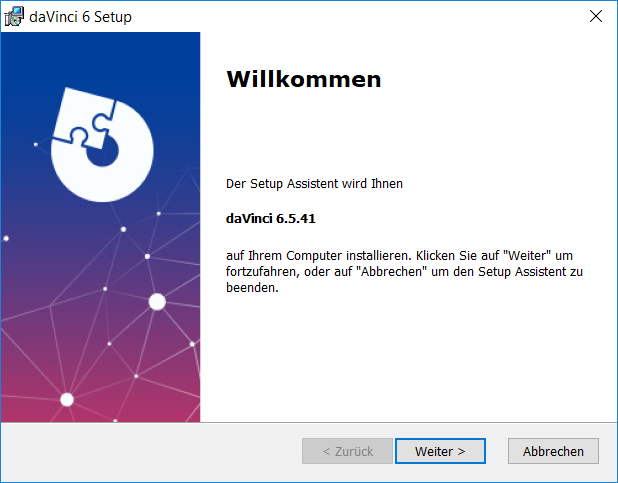 daVinci 6 Setup
Willkommen
Der Setup Assistent wird Ihnen
daVinci 6.5.41
auf Ihrem Computer installieren. Klicken Sie auf "Weiter" um
fortzufahren, oder auf "Abbrechen" um den Setup Assistent zu
beenden.
< Zurück
Weiter >
Abbrechen